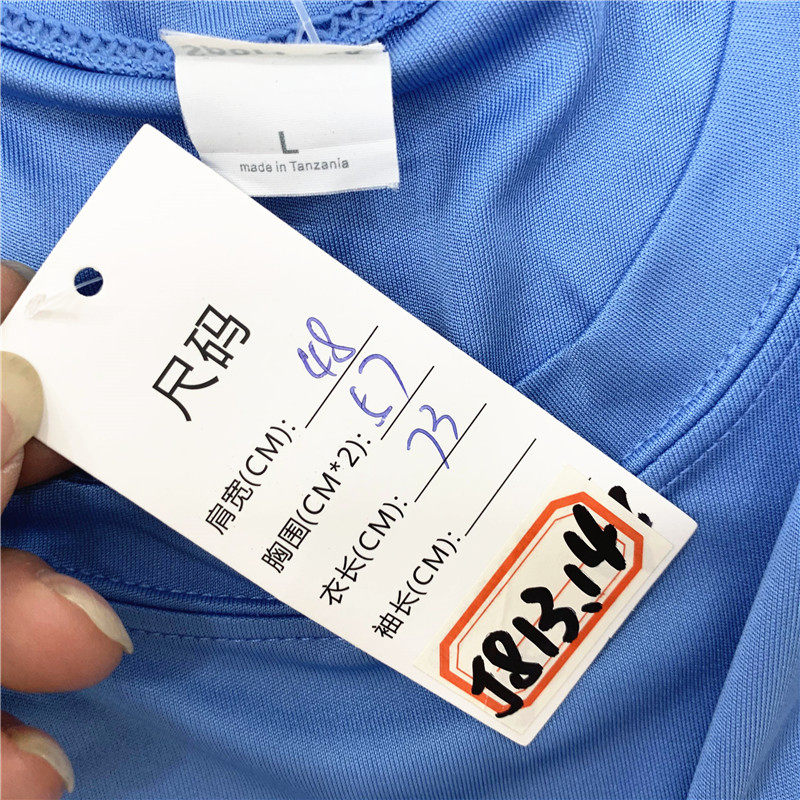 L
made in Tanzania
尺码
肩宽(CM): 48
胸围(CM*2): 57
衣长(CM): 73
袖长(CM):
J813.14